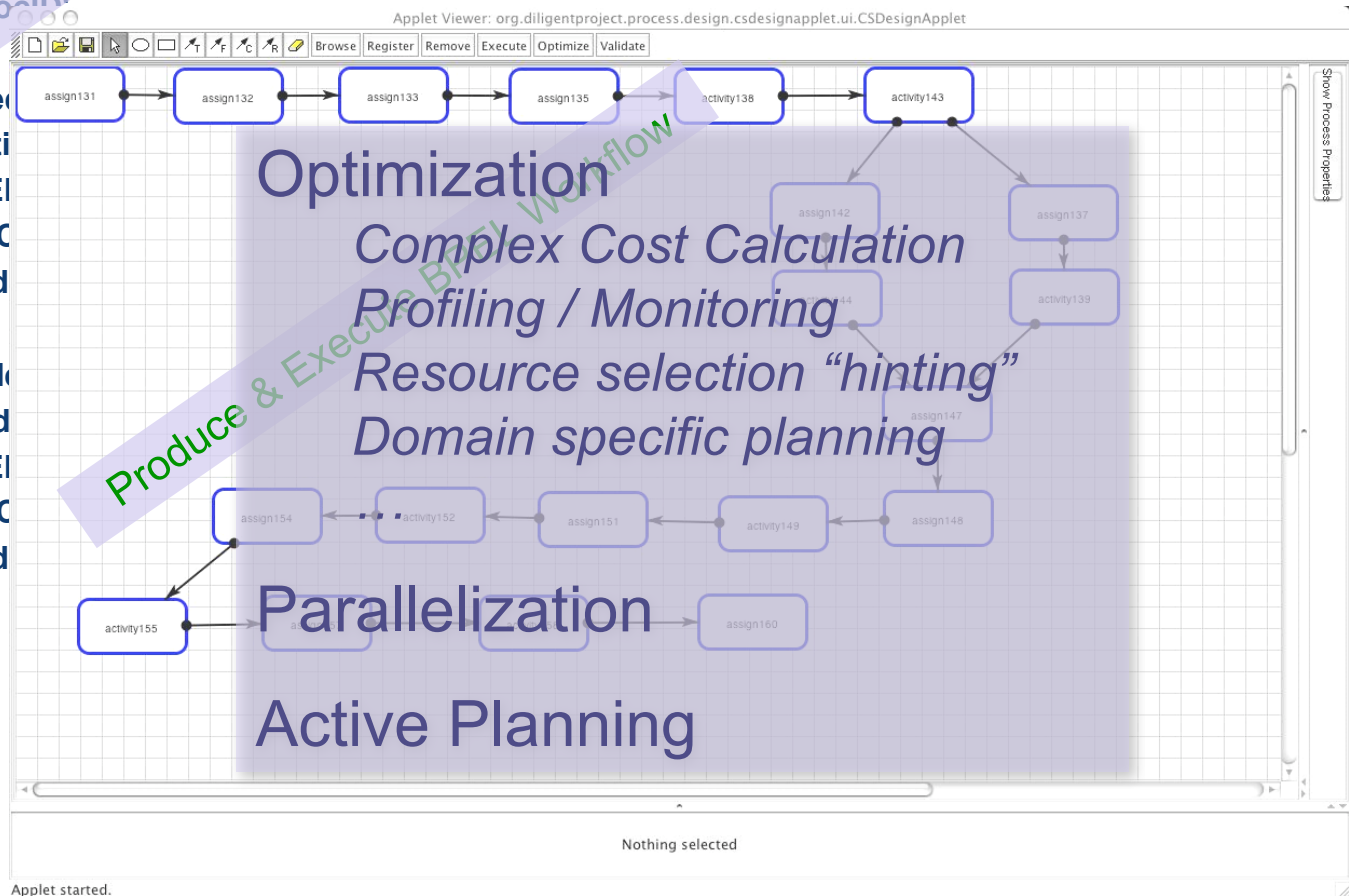 Applet Viewer: org.diligentproject.process.design.csdesignapplet.ui.CSDesignApplet
Browse Register Remove Execute Optimize Validate
Show Process Properties
assign131 assign132 assign133 assign135 activity138 activity143
Produce & Execute BPEL Workflow
Optimization
Complex Cost Calculation
Profiling / Monitoring
Resource selection “hinting”
Domain specific planning
...
Parallelization
Active Planning
assign142 assign137
activity139
assign147
assign154 activity152 assign151 activity149 assign148
activity155 assign160
Nothing selected
Applet started.